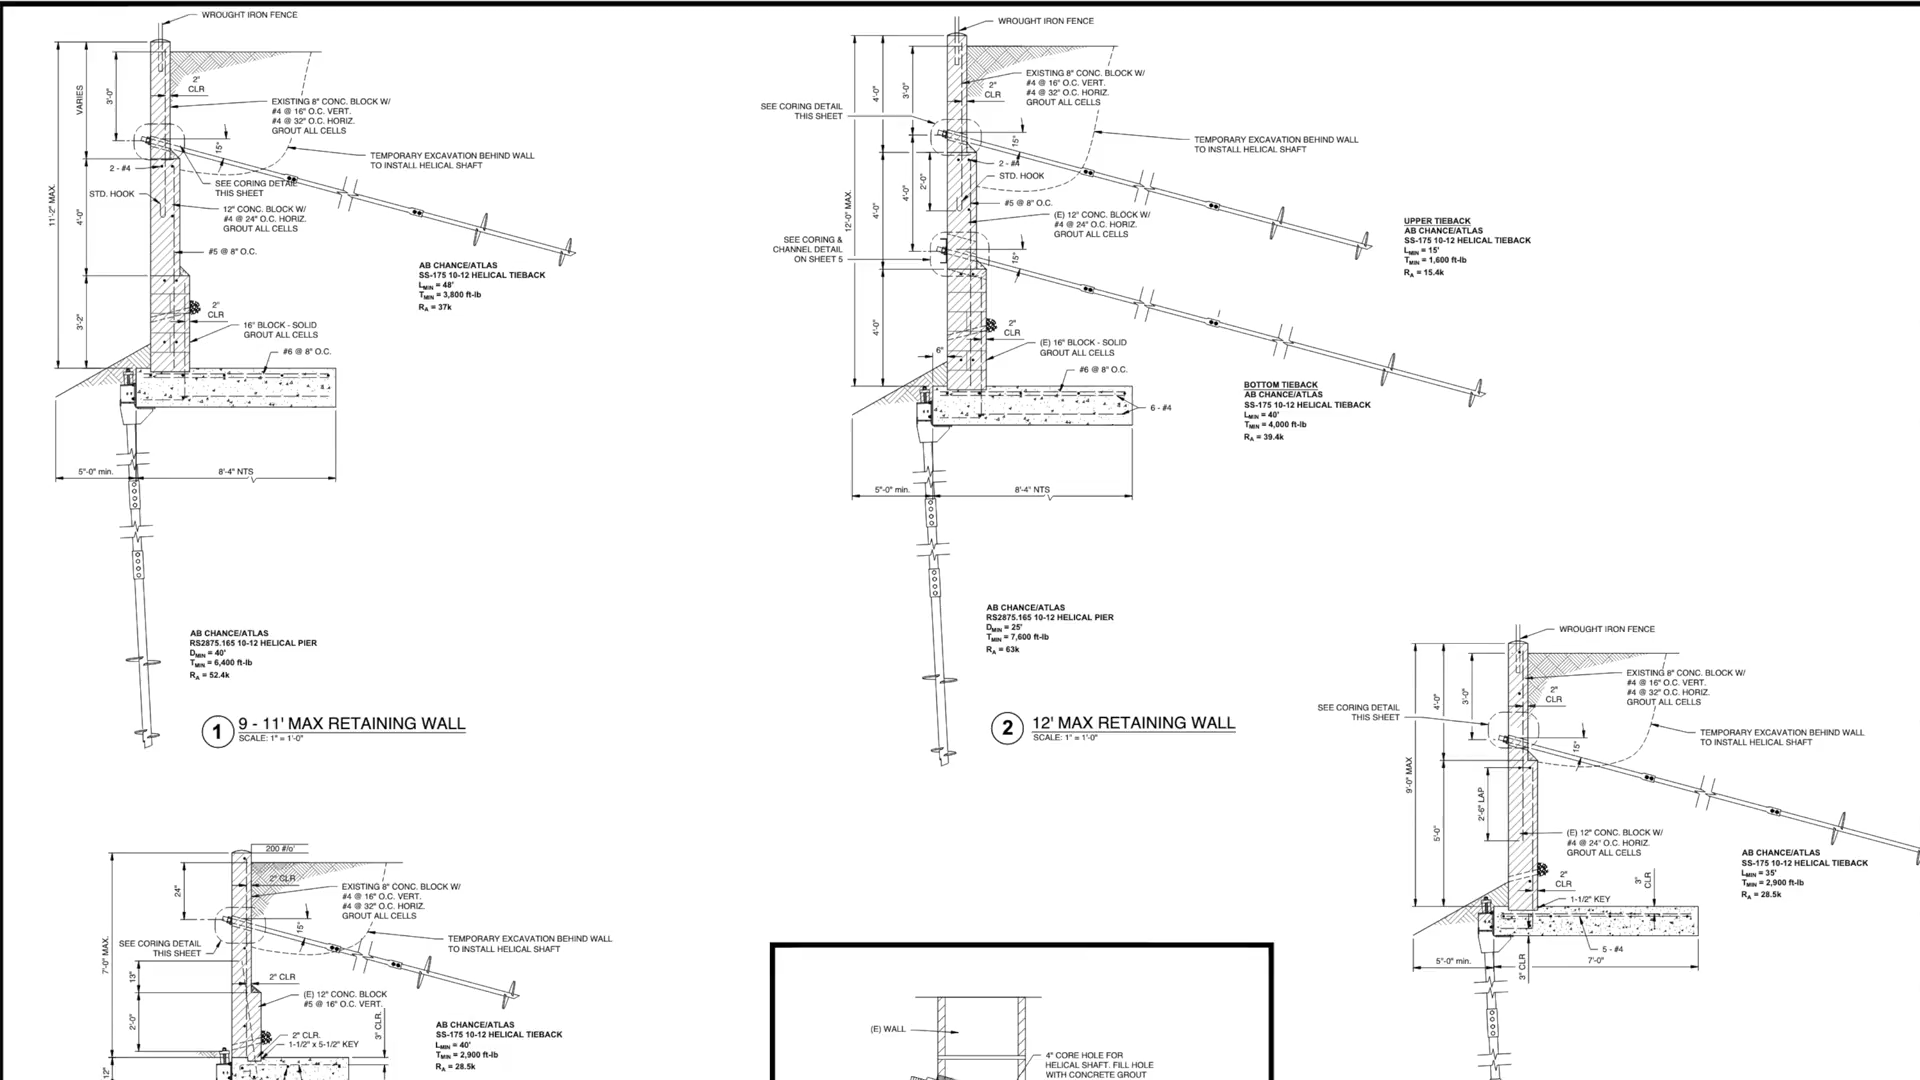 WROUGHT IRON FENCE
11'-2" MAX.
VARIES
3'-0"
2"
CLR
EXISTING 8" CONC. BLOCK W/
#4 @ 16" O.C. VERT.
#4 @ 32" O.C. HORIZ.
GROUT ALL CELLS
15°
TEMPORARY EXCAVATION BEHIND WALL
TO INSTALL HELICAL SHAFT
2 - #4
SEE CORING DETAIL
THIS SHEET
STD. HOOK
4'-0"
12" CONC. BLOCK W/
#4 @ 24" O.C. HORIZ.
GROUT ALL CELLS
#5 @ 8" O.C.
AB CHANCE/ATLAS
SS-175 10-12 HELICAL TIEBACK
LMIN = 48'
TMIN = 3,800 ft-lb
RA = 37k
3'-2"
2"
CLR
16" BLOCK - SOLID
GROUT ALL CELLS
#6 @ 8" O.C.
5"-0" min.
8'-4" NTS
AB CHANCE/ATLAS
RS2875.165 10-12 HELICAL PIER
DMIN = 40'
TMIN = 6,400 ft-lb
RA = 52.4k
1
9 - 11' MAX RETAINING WALL
SCALE: 1" = 1'-0"
WROUGHT IRON FENCE
12'-0" MAX.
4'-0"
3'-0"
2"
CLR
EXISTING 8" CONC. BLOCK W/
#4 @ 16" O.C. VERT.
#4 @ 32" O.C. HORIZ.
GROUT ALL CELLS
SEE CORING DETAIL
THIS SHEET
15°
TEMPORARY EXCAVATION BEHIND WALL
TO INSTALL HELICAL SHAFT
2 - #4
STD. HOOK
2'-0"
4'-0"
4'-0"
#5 @ 8" O.C.
(E) 12" CONC. BLOCK W/
#4 @ 24" O.C. HORIZ.
GROUT ALL CELLS
SEE CORING &
CHANNEL DETAIL
ON SHEET 5
15°
UPPER TIEBACK
AB CHANCE/ATLAS
SS-175 10-12 HELICAL TIEBACK
LMIN = 15'
TMIN = 1,600 ft-lb
RA = 15.4k
4'-0"
2"
CLR
6"
(E) 16" BLOCK - SOLID
GROUT ALL CELLS
#6 @ 8" O.C.
6 - #4
BOTTOM TIEBACK
AB CHANCE/ATLAS
SS-175 10-12 HELICAL TIEBACK
LMIN = 40'
TMIN = 4,000 ft-lb
RA = 39.4k
5"-0" min.
8'-4" NTS
AB CHANCE/ATLAS
RS2875.165 10-12 HELICAL PIER
DMIN = 25'
TMIN = 7,600 ft-lb
RA = 63k
2
12' MAX RETAINING WALL
SCALE: 1" = 1'-0"
WROUGHT IRON FENCE
9'-0" MAX
4'-0"
3'-0"
2"
CLR
EXISTING 8" CONC. BLOCK W/
#4 @ 16" O.C. VERT.
#4 @ 32" O.C. HORIZ.
GROUT ALL CELLS
SEE CORING DETAIL
THIS SHEET
15°
TEMPORARY EXCAVATION BEHIND WALL
TO INSTALL HELICAL SHAFT
2'-6" LAP
5'-0"
(E) 12" CONC. BLOCK W/
#4 @ 24" O.C. HORIZ.
GROUT ALL CELLS
AB CHANCE/ATLAS
SS-175 10-12 HELICAL TIEBACK
LMIN = 35'
TMIN = 2,900 ft-lb
RA = 28.5k
2"
CLR
3"
CLR
1-1/2" KEY
5 - #4
5"-0" min.
3" CLR
7'-0"
200 #/o'
7'-0" MAX.
24"
2" CLR
EXISTING 8" CONC. BLOCK W/
#4 @ 16" O.C. VERT.
#4 @ 32" O.C. HORIZ.
GROUT ALL CELLS
15°
SEE CORING DETAIL
THIS SHEET
TEMPORARY EXCAVATION BEHIND WALL
TO INSTALL HELICAL SHAFT
13"
2" CLR
(E) 12" CONC. BLOCK
#5 @ 16" O.C. VERT.
2'-0"
3" CLR.
2" CLR.
1-1/2" x 5-1/2" KEY
12"
AB CHANCE/ATLAS
SS-175 10-12 HELICAL TIEBACK
LMIN = 40'
TMIN = 2,900 ft-lb
RA = 28.5k
(E) WALL
4" CORE HOLE FOR
HELICAL SHAFT. FILL HOLE
WITH CONCRETE GROUT